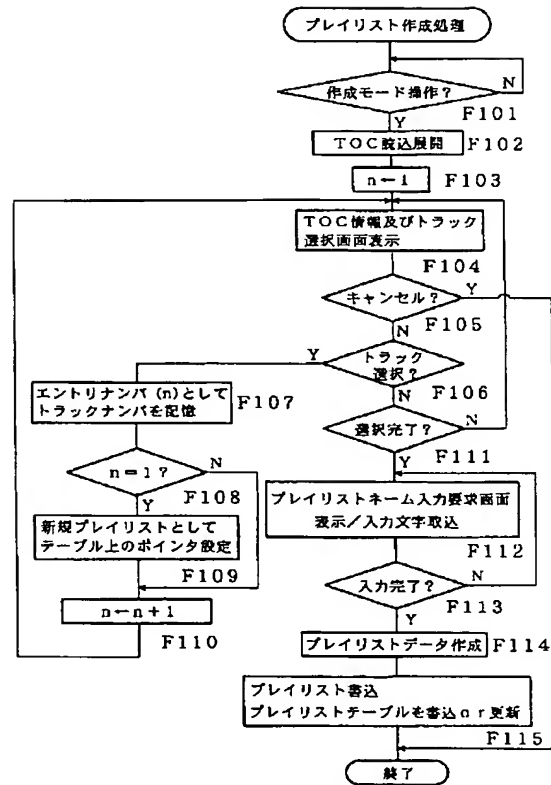 プレイリスト作成処理
作成モード操作？
N
F101
Y
TOC読込展開
F102
n←1
F103
TOC情報及びトラック
選択画面表示
F104
キャンセル？
Y
F105
N
トラック
選択？
Y
F106
N
エントリナンバ(n)として
トラックナンバを記憶
F107
選択完了？
N
F111
Y
n＝1？
N
F108
Y
新規プレイリストとして
テーブル上のポインタ設定
F109
n←n＋1
F110
プレイリストネーム入力要求画面
表示／入力文字取込
F112
入力完了？
N
F113
Y
プレイリストデータ作成
F114
プレイリスト書込
プレイリストテーブルを書込or更新
F115
終了